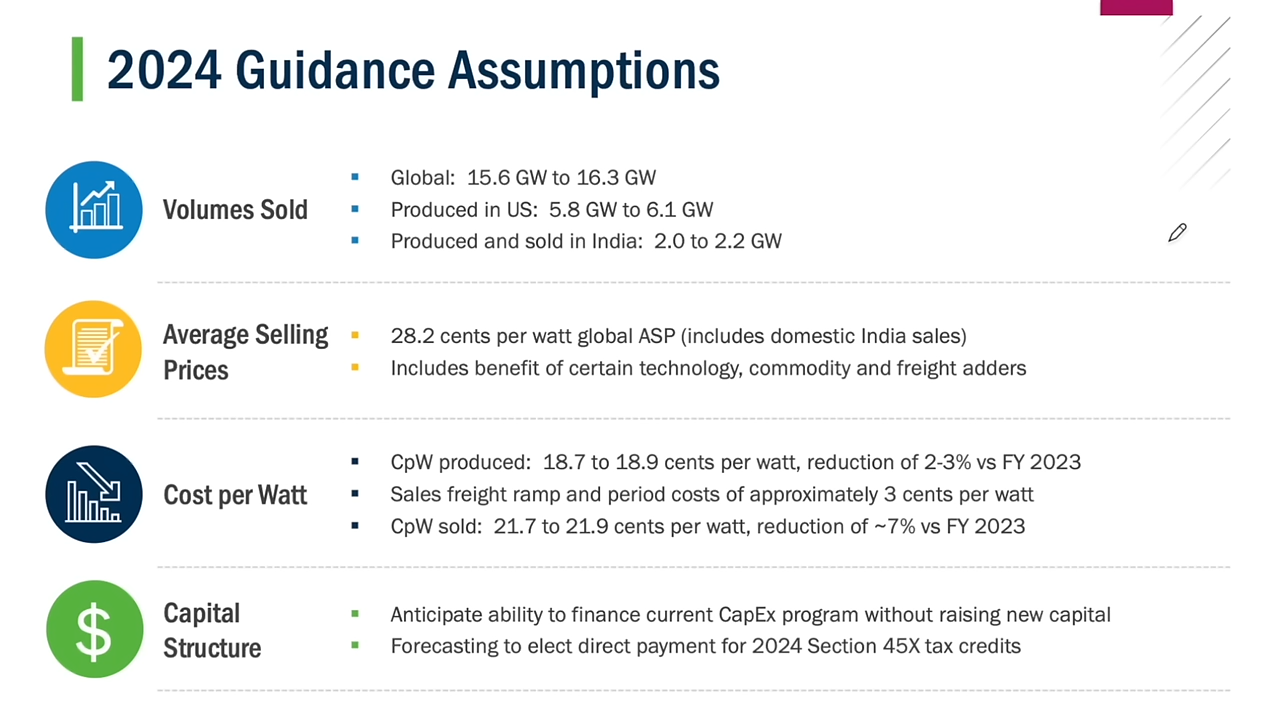 2024 Guidance Assumptions
Volumes Sold
Global: 15.6 GW to 16.3 GW
Produced in US: 5.8 GW to 6.1 GW
Produced and sold in India: 2.0 to 2.2 GW
Average Selling
Prices
28.2 cents per watt global ASP (includes domestic India sales)
Includes benefit of certain technology, commodity and freight adders
Cost per Watt
CpW produced: 18.7 to 18.9 cents per watt, reduction of 2-3% vs FY 2023
Sales freight ramp and period costs of approximately 3 cents per watt
CpW sold: 21.7 to 21.9 cents per watt, reduction of ~7% vs FY 2023
Capital
Structure
Anticipate ability to finance current CapEx program without raising new capital
Forecasting to elect direct payment for 2024 Section 45X tax credits